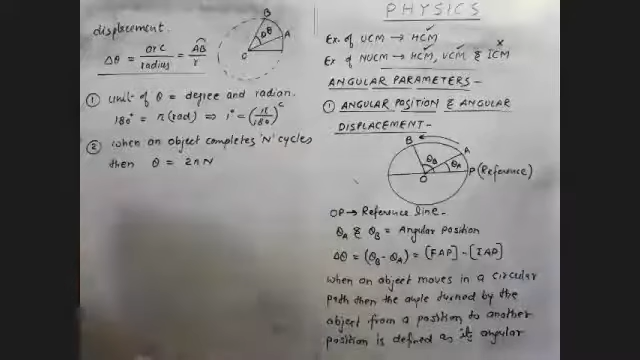 PHYSICS
Ex. of UCM → HCM ✓
Ex of NUCM → HCM ✓, VCM ✓ & ICM ×
ANGULAR PARAMETERS -
① ANGULAR POSITION & ANGULAR
DISPLACEMENT -
B A
θB θA
O P (Reference)
OP → Reference line -
θA & θB = Angular Position
Δθ = (θB - θA) = [FAP] - [IAP]
when an object moves in a circular
path then the angle turned by the
object from a position to another
position is defined as its angular
displacement.
B
Δθ A
O
Δθ = arc/radius = AB/r
① unit of θ = degree and radian.
180° = π (rad) ⇒ 1° = (π/180)^c
② when an object completes 'N' cycles
then θ = 2πN